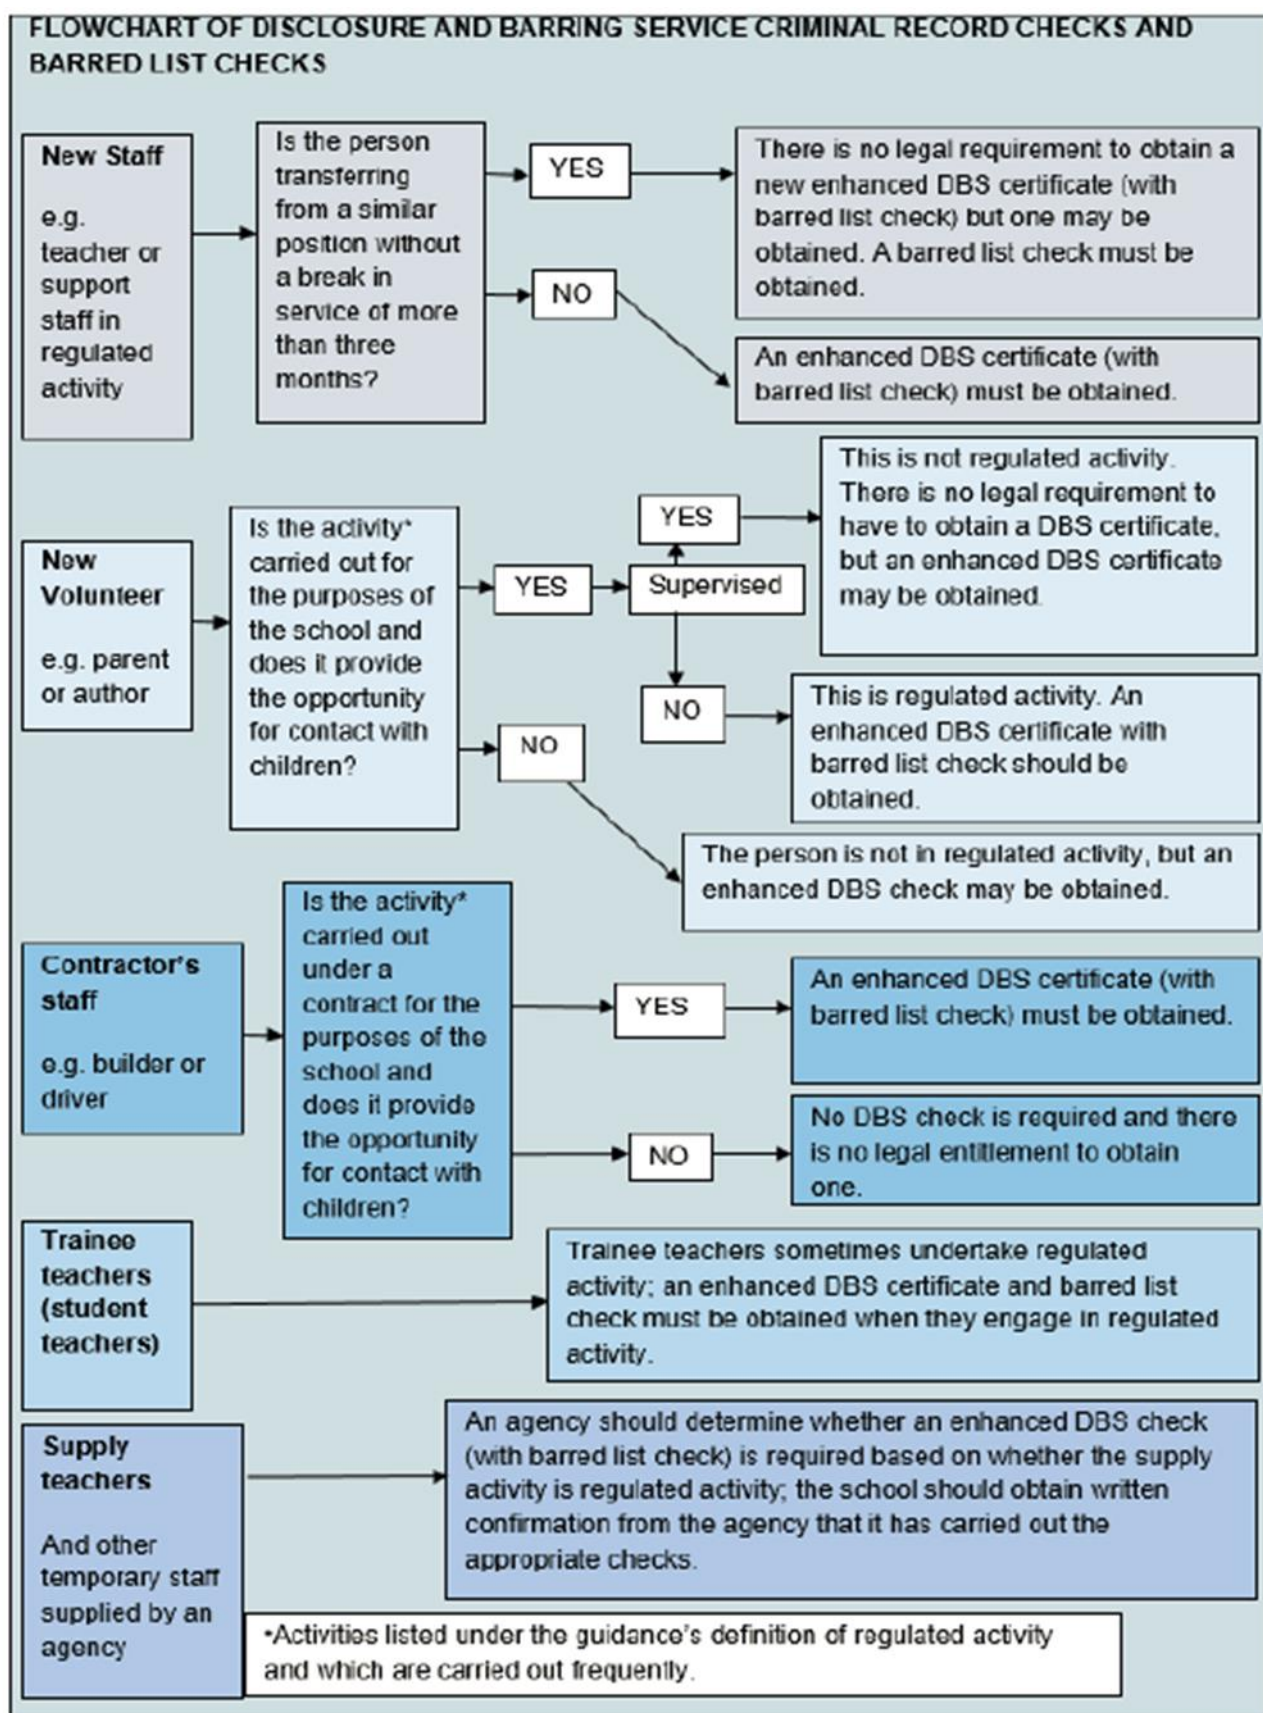 FLOWCHART OF DISCLOSURE AND BARRING SERVICE CRIMINAL RECORD CHECKS AND
BARRED LIST CHECKS
New Staff
e.g.
teacher or
support
staff in
regulated
activity
Is the person
transferring
from a similar
position without
a break in
service of more
than three
months?
YES
There is no legal requirement to obtain a
new enhanced DBS certificate (with
barred list check) but one may be
obtained. A barred list check must be
obtained.
NO
An enhanced DBS certificate (with
barred list check) must be obtained.
New
Volunteer
e.g. parent
or author
Is the activity*
carried out for
the purposes of
the school and
does it provide
the opportunity
for contact with
children?
YES
Supervised
YES
This is not regulated activity.
There is no legal requirement to
have to obtain a DBS certificate,
but an enhanced DBS certificate
may be obtained.
NO
This is regulated activity. An
enhanced DBS certificate with
barred list check should be
obtained.
NO
The person is not in regulated activity, but an
enhanced DBS check may be obtained.
Contractor's
staff
e.g. builder or
driver
Is the activity*
carried out
under a
contract for the
purposes of the
school and
does it provide
the opportunity
for contact with
children?
YES
An enhanced DBS certificate (with
barred list check) must be obtained.
NO
No DBS check is required and there
is no legal entitlement to obtain
one.
Trainee
teachers
(student
teachers)
Trainee teachers sometimes undertake regulated
activity; an enhanced DBS certificate and barred list
check must be obtained when they engage in regulated
activity.
Supply
teachers
And other
temporary staff
supplied by an
agency
An agency should determine whether an enhanced DBS check
(with barred list check) is required based on whether the supply
activity is regulated activity; the school should obtain written
confirmation from the agency that it has carried out the
appropriate checks.
•Activities listed under the guidance's definition of regulated activity
and which are carried out frequently.